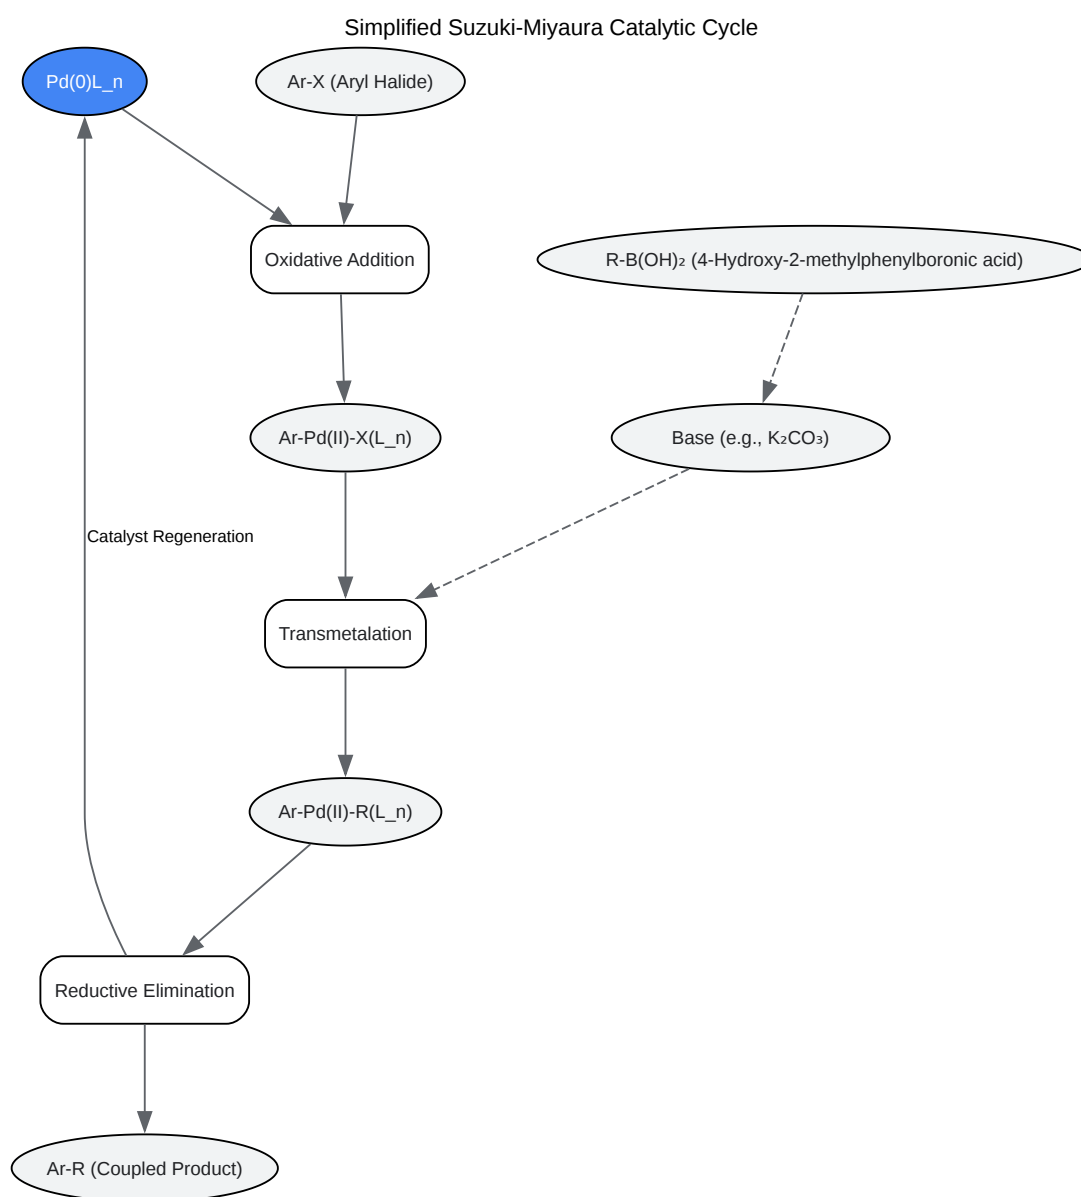 Simplified Suzuki-Miyaura Catalytic Cycle
Pd(0)L_n
Ar-X (Aryl Halide)
Oxidative Addition
R-B(OH)₂ (4-Hydroxy-2-methylphenylboronic acid)
Ar-Pd(II)-X(L_n)
Base (e.g., K₂CO₃)
Catalyst Regeneration
Transmetalation
Ar-Pd(II)-R(L_n)
Reductive Elimination
Ar-R (Coupled Product)